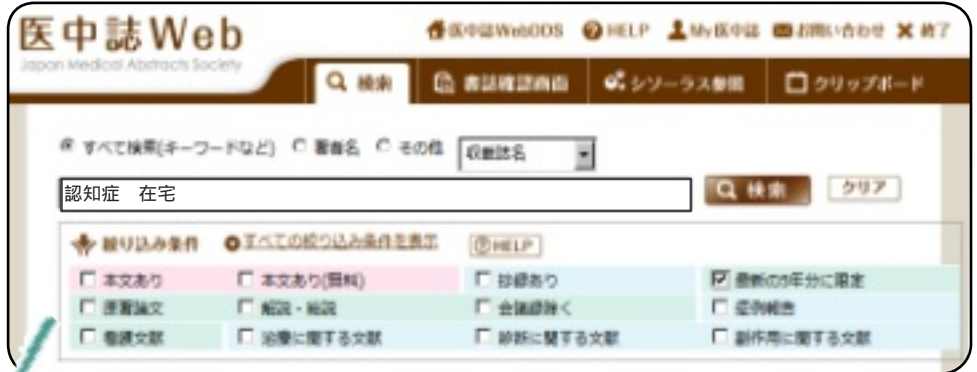 医中誌Web
医中誌WebDDS HELP My医中誌 お問い合わせ 終了
Japan Medical Abstracts Society
検索 書誌確認画面 シソーラス参照 クリップボード
すべて検索(キーワードなど) 著者名 その他 収載誌名
認知症 在宅 検索 クリア
絞り込み条件 すべての絞り込み条件を表示 HELP
本文あり 本文あり(無料) 抄録あり 最新の5年分に限定
原著論文 解説・総説 会議録除く 症例報告
看護文献 治療に関する文献 診断に関する文献 副作用に関する文献